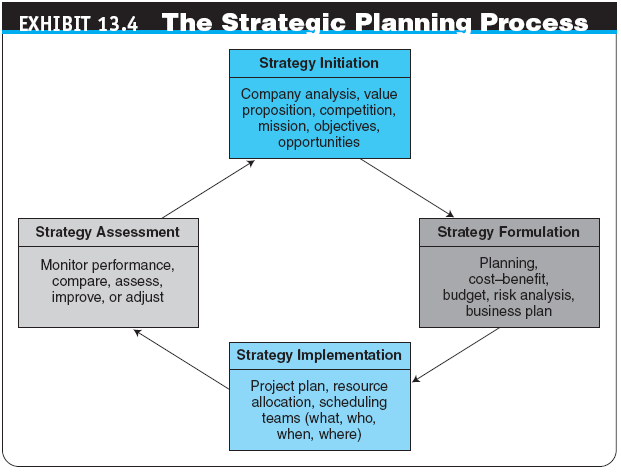 EXHIBIT 13.4 The Strategic Planning Process
Strategy Initiation
Company analysis, value
proposition, competition,
mission, objectives,
opportunities
Strategy Assessment
Monitor performance,
compare, assess,
improve, or adjust
Strategy Formulation
Planning,
cost–benefit,
budget, risk analysis,
business plan
Strategy Implementation
Project plan, resource
allocation, scheduling
teams (what, who,
when, where)